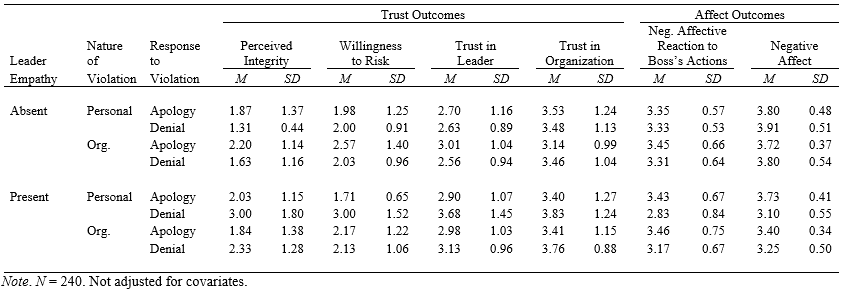 Trust Outcomes Affect Outcomes
Leader Empathy Nature of Violation Response to Violation Perceived Integrity Willingness to Risk Trust in Leader Trust in Organization Neg. Affective Reaction to Boss's Actions Negative Affect
M SD M SD M SD M SD M SD M SD
Absent Personal Apology 1.87 1.37 1.98 1.25 2.70 1.16 3.53 1.24 3.35 0.57 3.80 0.48
Denial 1.31 0.44 2.00 0.91 2.63 0.89 3.48 1.13 3.33 0.53 3.91 0.51
Org. Apology 2.20 1.14 2.57 1.40 3.01 1.04 3.14 0.99 3.45 0.66 3.72 0.37
Denial 1.63 1.16 2.03 0.96 2.56 0.94 3.46 1.04 3.31 0.64 3.80 0.54
Present Personal Apology 2.03 1.15 1.71 0.65 2.90 1.07 3.40 1.27 3.43 0.67 3.73 0.41
Denial 3.00 1.80 3.00 1.52 3.68 1.45 3.83 1.24 2.83 0.84 3.10 0.55
Org. Apology 1.84 1.38 2.17 1.22 2.98 1.03 3.41 1.15 3.46 0.75 3.40 0.34
Denial 2.33 1.28 2.13 1.06 3.13 0.96 3.76 0.88 3.17 0.67 3.25 0.50
Note. N = 240. Not adjusted for covariates.